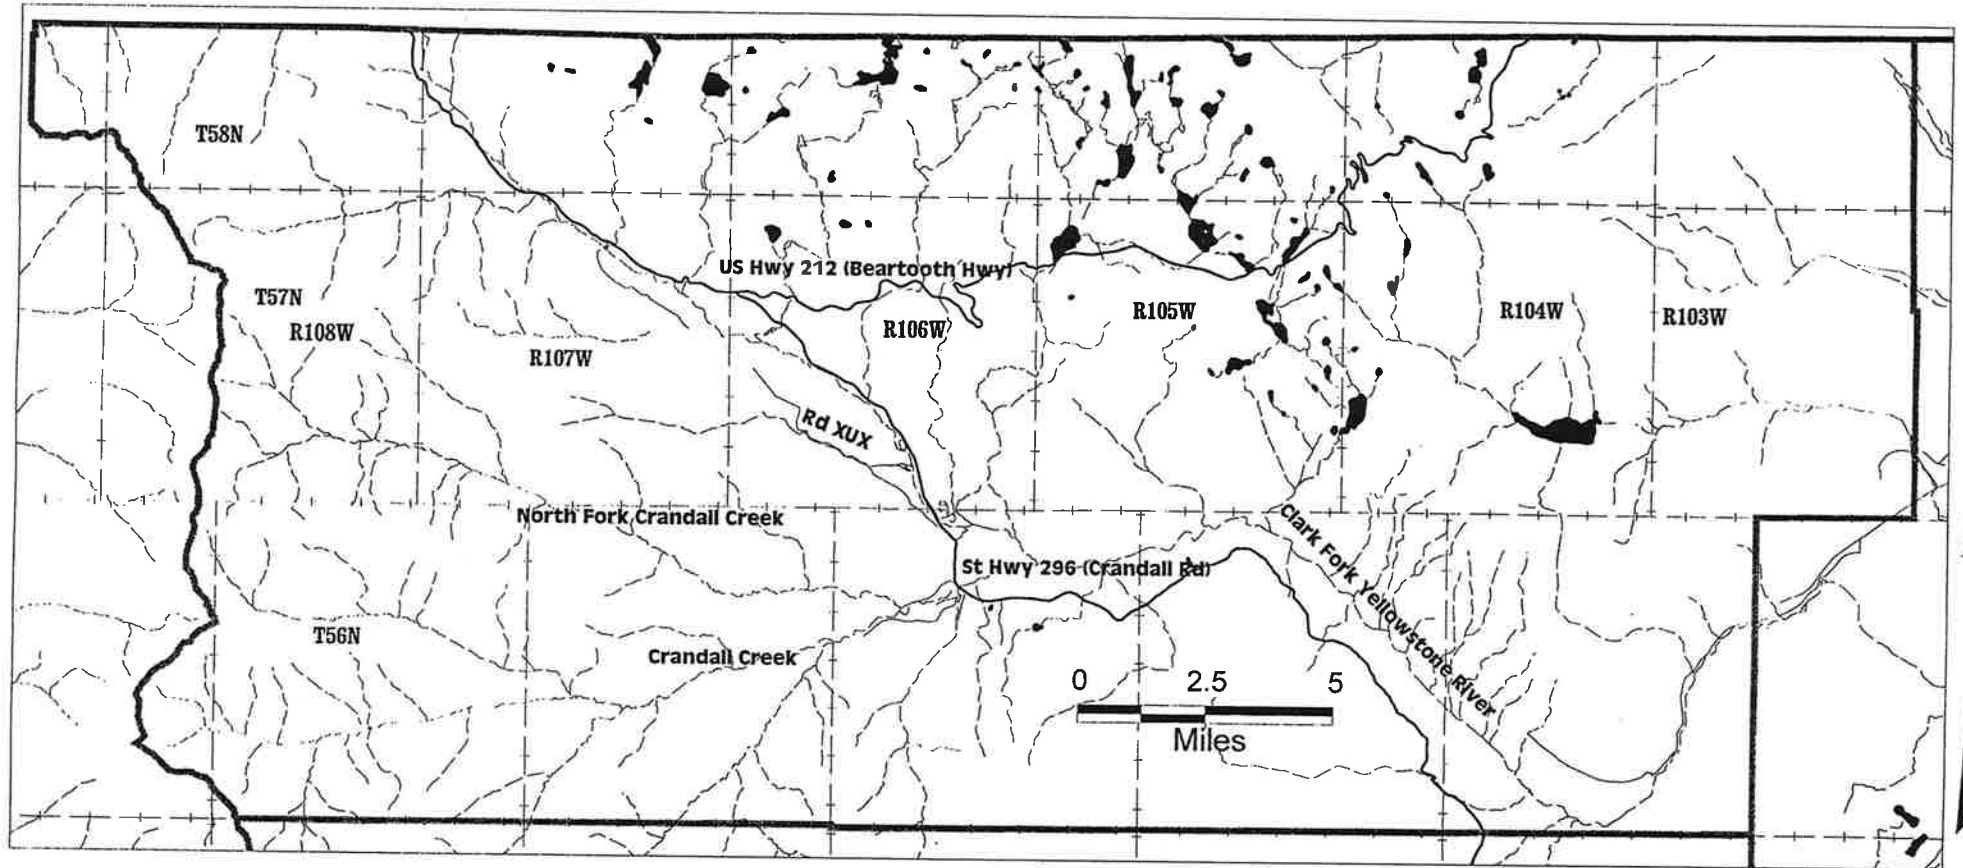 T58N
US Hwy 212 (Beartooth Hwy)
T57N
R108W
R107W
R106W
R105W
R104W
R103W
Rd XUX
North Fork Crandall Creek
St Hwy 296 (Crandall Rd)
Clark Fork Yellowstone River
T56N
Crandall Creek
0 2.5 5
Miles